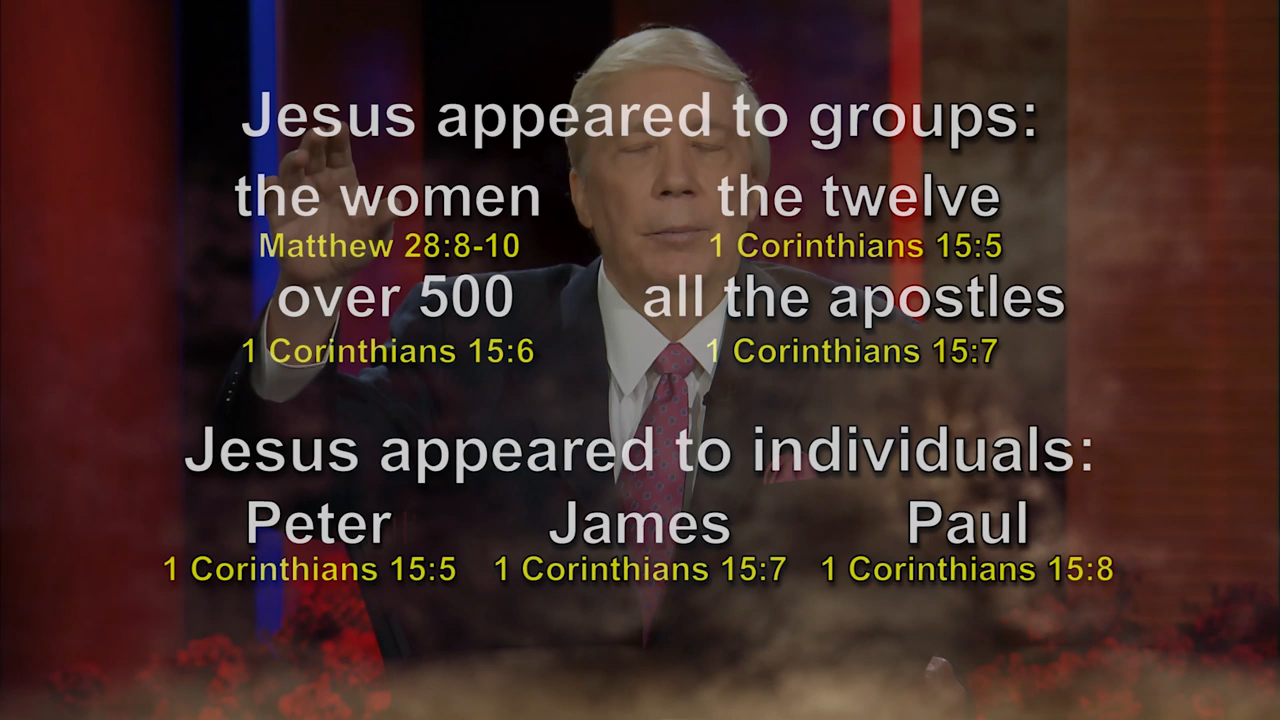 Jesus appeared to groups:
the women the twelve
Matthew 28:8-10 1 Corinthians 15:5
over 500 all the apostles
1 Corinthians 15:6 1 Corinthians 15:7
Jesus appeared to individuals:
Peter James Paul
1 Corinthians 15:5 1 Corinthians 15:7 1 Corinthians 15:8